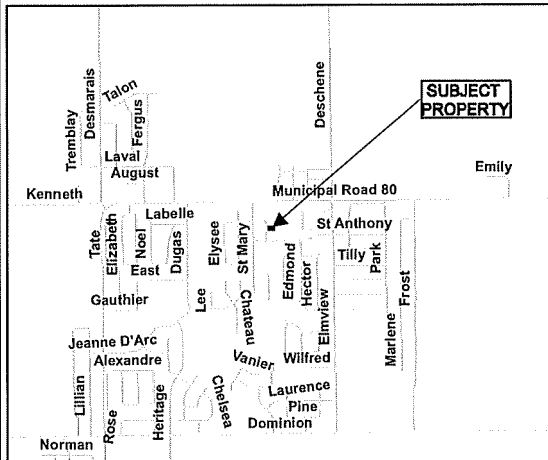 Talon
Desmarais
Tremblay
Fergus
Deschene
SUBJECT
PROPERTY
Laval
August
Emily
Kenneth
Municipal Road 80
Labelle
St Anthony
Tate
Elizabeth
Noel
East
Dugas
Elysee
St Mary
Edmond
Hector
Elmview
Tilly
Park
Frost
Gauthier
Lee
Chateau
Marlene
Jeanne D'Arc
Alexandre
Vanier
Wilfred
Lillian
Rose
Heritage
Chelsea
Laurence
Pine
Dominion
Norman